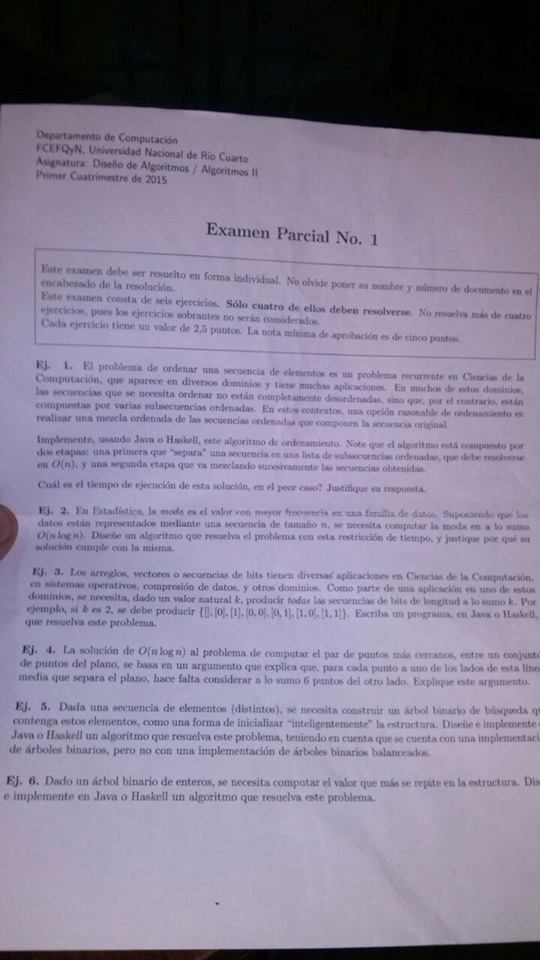 Departamento de Computación
FCEFQyN, Universidad Nacional de Río Cuarto
Asignatura: Diseño de Algoritmos / Algoritmos II
Primer Cuatrimestre de 2015
Examen Parcial No. 1
Este examen debe ser resuelto en forma individual. No olvide poner su nombre y número de documento en el
encabezado de la resolución.
Este examen consta de seis ejercicios. Sólo cuatro de ellos deben resolverse. No resuelva más de cuatro
ejercicios, pues los ejercicios sobrantes no serán considerados.
Cada ejercicio tiene un valor de 2,5 puntos. La nota mínima de aprobación es de cinco puntos.
Ej. 1. El problema de ordenar una secuencia de elementos es un problema recurrente en Ciencias de la
Computación, que aparece en diversos dominios y tiene muchas aplicaciones. En muchos de estos dominios,
las secuencias que se necesita ordenar no están completamente desordenadas, sino que, por el contrario, están
compuestas por varias subsecuencias ordenadas. En estos contextos, una opción razonable de ordenamiento es
realizar una mezcla ordenada de las secuencias ordenadas que componen la secuencia original.
Implemente, usando Java o Haskell, este algoritmo de ordenamiento. Note que el algoritmo está compuesto por
dos etapas: una primera que "separa" una secuencia en una lista de subsecuencias ordenadas, que debe resolverse
en O(n), y una segunda etapa que va mezclando sucesivamente las secuencias obtenidas.
Cuál es el tiempo de ejecución de esta solución, en el peor caso? Justifique su respuesta.
Ej. 2. En Estadística, la moda es el valor con mayor frecuencia en una familia de datos. Suponiendo que los
datos están representados mediante una secuencia de tamaño n, se necesita computar la moda en a lo sumo
O(n log n). Diseñe un algoritmo que resuelva el problema con esta restricción de tiempo, y justique por qué su
solución cumple con la misma.
Ej. 3. Los arreglos, vectores o secuencias de bits tienen diversas aplicaciones en Ciencias de la Computación,
en sistemas operativos, compresión de datos, y otros dominios. Como parte de una aplicación en uno de estos
dominios, se necesita, dado un valor natural k, producir todas las secuencias de bits de longitud a lo sumo k. Por
ejemplo, si k es 2, se debe producir {[], [0], [1], [0, 0], [0, 1], [1, 0], [1, 1]}. Escriba un programa, en Java o Haskell,
que resuelva este problema.
Ej. 4. La solución de O(n log n) al problema de computar el par de puntos más cercanos, entre un conjunto
de puntos del plano, se basa en un argumento que explica que, para cada punto a uno de los lados de esta línea
media que separa el plano, hace falta considerar a lo sumo 6 puntos del otro lado. Explique este argumento.
Ej. 5. Dada una secuencia de elementos (distintos), se necesita construir un árbol binario de búsqueda qu
contenga estos elementos, como una forma de inicializar "inteligentemente" la estructura. Diseñe e implemente
Java o Haskell un algoritmo que resuelva este problema, teniendo en cuenta que se cuenta con una implementaci
de árboles binarios, pero no con una implementación de árboles binarios balanceados.
Ej. 6. Dado un árbol binario de enteros, se necesita computar el valor que más se repite en la estructura. Dis
e implemente en Java o Haskell un algoritmo que resuelva este problema.